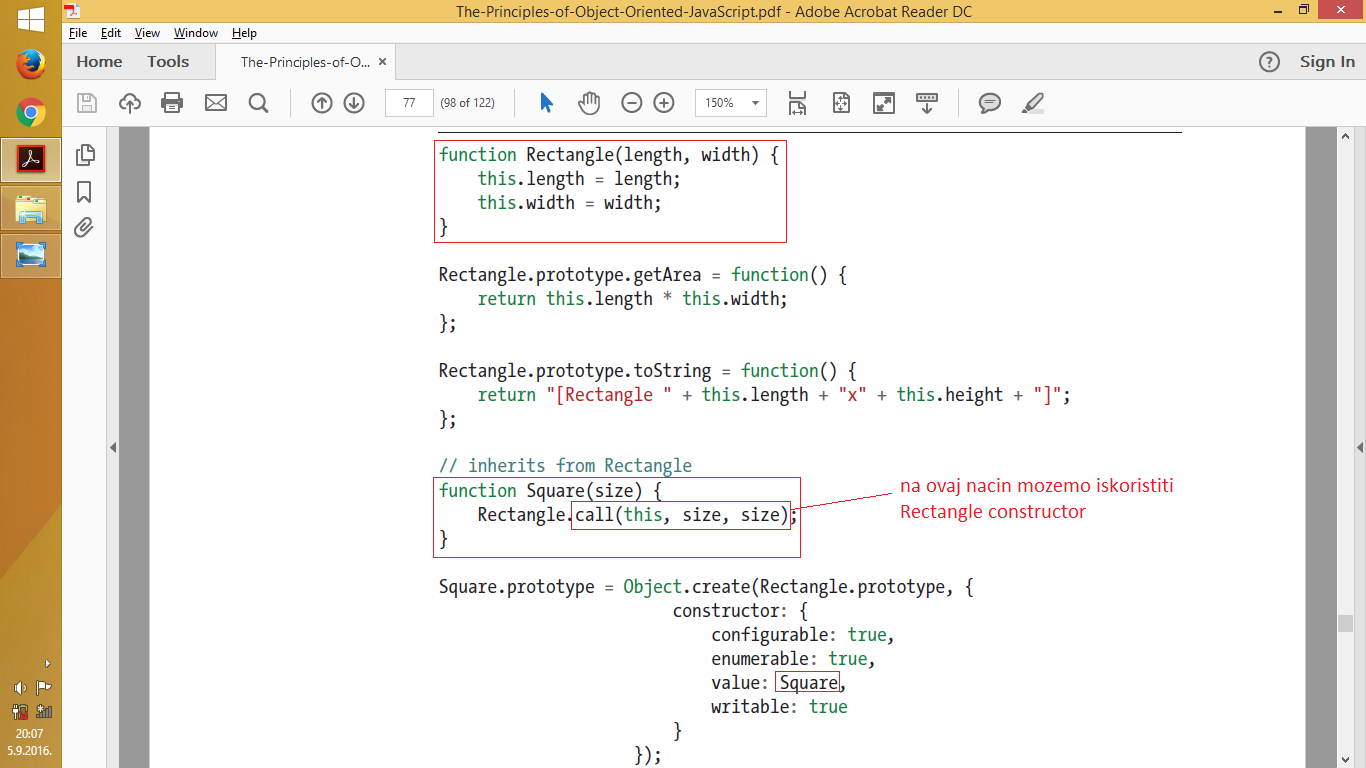 The-Principles-of-Object-Oriented-JavaScript.pdf - Adobe Acrobat Reader DC
File Edit View Window Help
Home Tools The-Principles-of-O... × Sign In
77 (98 of 122) 150%
function Rectangle(length, width) {
this.length = length;
this.width = width;
}
Rectangle.prototype.getArea = function() {
return this.length * this.width;
};
Rectangle.prototype.toString = function() {
return "[Rectangle " + this.length + "x" + this.height + "]";
};
// inherits from Rectangle
function Square(size) {
Rectangle.call(this, size, size);
}
na ovaj nacin mozemo iskoristiti
Rectangle constructor
Square.prototype = Object.create(Rectangle.prototype, {
constructor: {
configurable: true,
enumerable: true,
value: Square,
writable: true
}
});
20:07
5.9.2016.